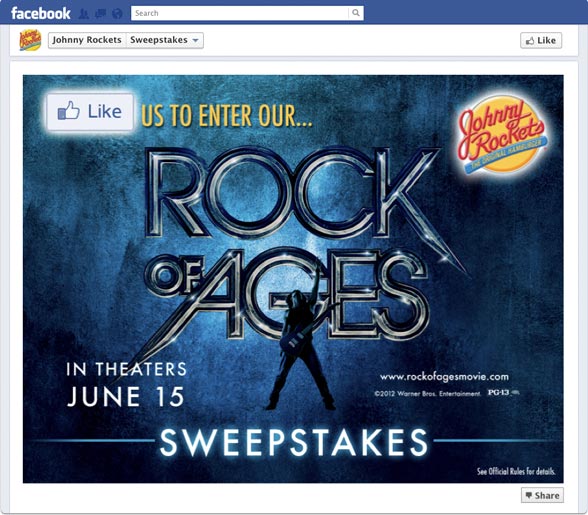 facebook
Search
Johnny Rockets Sweepstakes
Like
Like US TO ENTER OUR...
Johnny
Rockets
THE ORIGINAL HAMBURGER
ROCK
OF AGES
IN THEATERS
JUNE 15
www.rockofagesmovie.com
©2012 Warner Bros. Entertainment. PG-13
SWEEPSTAKES
See Official Rules for details.
Share